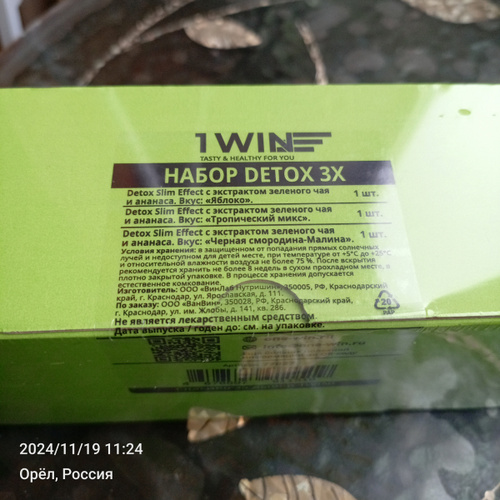 1WIN
TASTY & HEALTHY FOR YOU
НАБОР DETOX 3X
Detox Slim Effect с экстрактом зеленого чая
и ананаса. Вкус: «Яблоко».
1 шт.
Detox Slim Effect с экстрактом зеленого чая
и ананаса. Вкус: «Тропический микс».
1 шт.
Detox Slim Effect с экстрактом зеленого чая
и ананаса. Вкус: «Черная смородина-Малина».
1 шт.
Условия хранения: в защищенном от попадания прямых солнечных
лучей и недоступном для детей месте, при температуре от +5°С до +25°С
и относительной влажности воздуха не более 75 %. После вскрытия
рекомендуется хранить не более 8 недель в сухом прохладном месте, в
плотно закрытой упаковке. В процессе хранения допускается
естественное комкование.
Изготовитель: ООО «ВинЛаб Нутришин», 350005, РФ, Краснодарский
край, г. Краснодар, ул. Ярославская, д. 111.
По заказу: ООО «ВанВин», 350028, РФ, Краснодарский край,
г. Краснодар, ул. им. Жлобы, д. 141, кв. 286.
Не является лекарственным средством.
Дата выпуска / годен до: см. на упаковке.
20
PAP
2024/11/19 11:24
Орёл, Россия